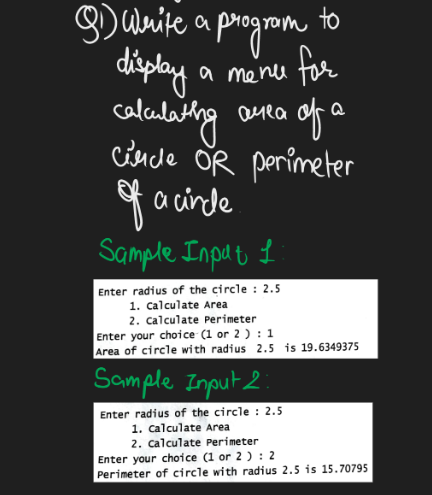 Q1) Write a program to
display a menu for
calculating area of a
circle OR perimeter
of a circle.
Sample Input 1:
Enter radius of the circle : 2.5
1. Calculate Area
2. Calculate Perimeter
Enter your choice (1 or 2 ) : 1
Area of circle with radius 2.5 is 19.6349375
Sample Input 2:
Enter radius of the circle : 2.5
1. Calculate Area
2. Calculate Perimeter
Enter your choice (1 or 2 ) : 2
Perimeter of circle with radius 2.5 is 15.70795